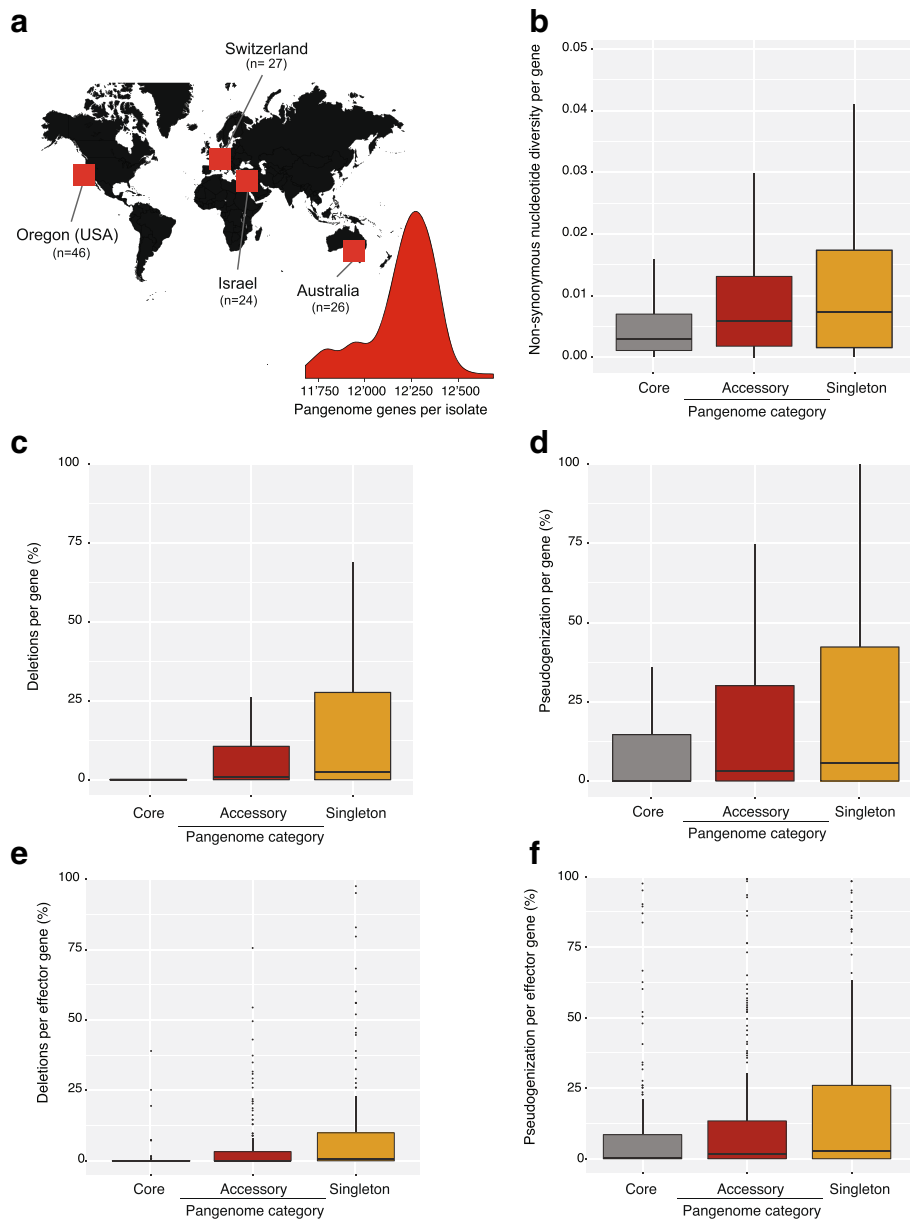 a
Switzerland
(n= 27)
Oregon (USA)
(n=46)
Israel
(n=24)
Australia
(n=26)
11'750 12'000 12'250 12'500
Pangenome genes per isolate
b
Non-synonymous nucldeotide diversity per gene
0.05
0.04
0.03
0.02
0.01
0.00
Core Accessory Singleton
Pangenome category
c
Deletions per gene (%)
100
75
50
25
0
Core Accessory Singleton
Pangenome category
d
Pseudogenization per gene (%)
100
75
50
25
0
Core Accessory Singleton
Pangenome category
e
Deletions per effector gene (%)
100
75
50
25
0
Core Accessory Singleton
Pangenome category
f
Pseudogenization per effector gene (%)
100
75
50
25
0
Core Accessory Singleton
Pangenome category